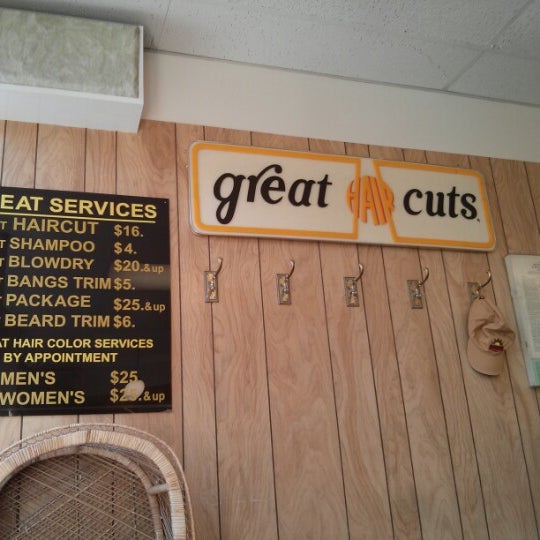 great HAIR cuts
EAT SERVICES
HAIRCUT $16.
SHAMPOO $4.
BLOWDRY $20.&up
BANGS TRIM $5.
PACKAGE $25.&up
BEARD TRIM $6.
HAIR COLOR SERVICES
BY APPOINTMENT
MEN'S $25
WOMEN'S &up